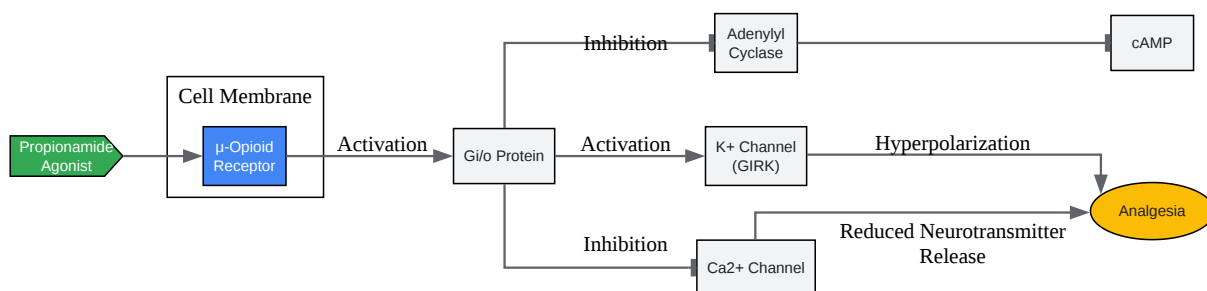 Propionamide
Agonist
Cell Membrane
μ-Opioid
Receptor
Activation
Gi/o Protein
Inhibition
Adenylyl
Cyclase
cAMP
Activation
K+ Channel
(GIRK)
Hyperpolarization
Inhibition
Ca2+ Channel
Reduced Neurotransmitter
Release
Analgesia